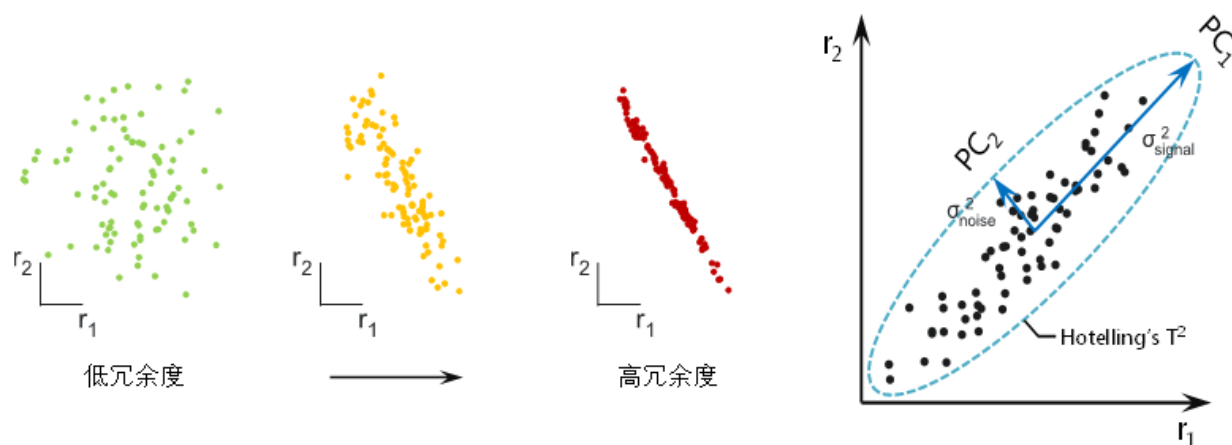 r₂
r₁
低冗余度
r₂
r₁
r₂
r₁
高冗余度
r₂
PC₁
PC₂
σ²signal
σ²noise
Hotelling's T²
r₁